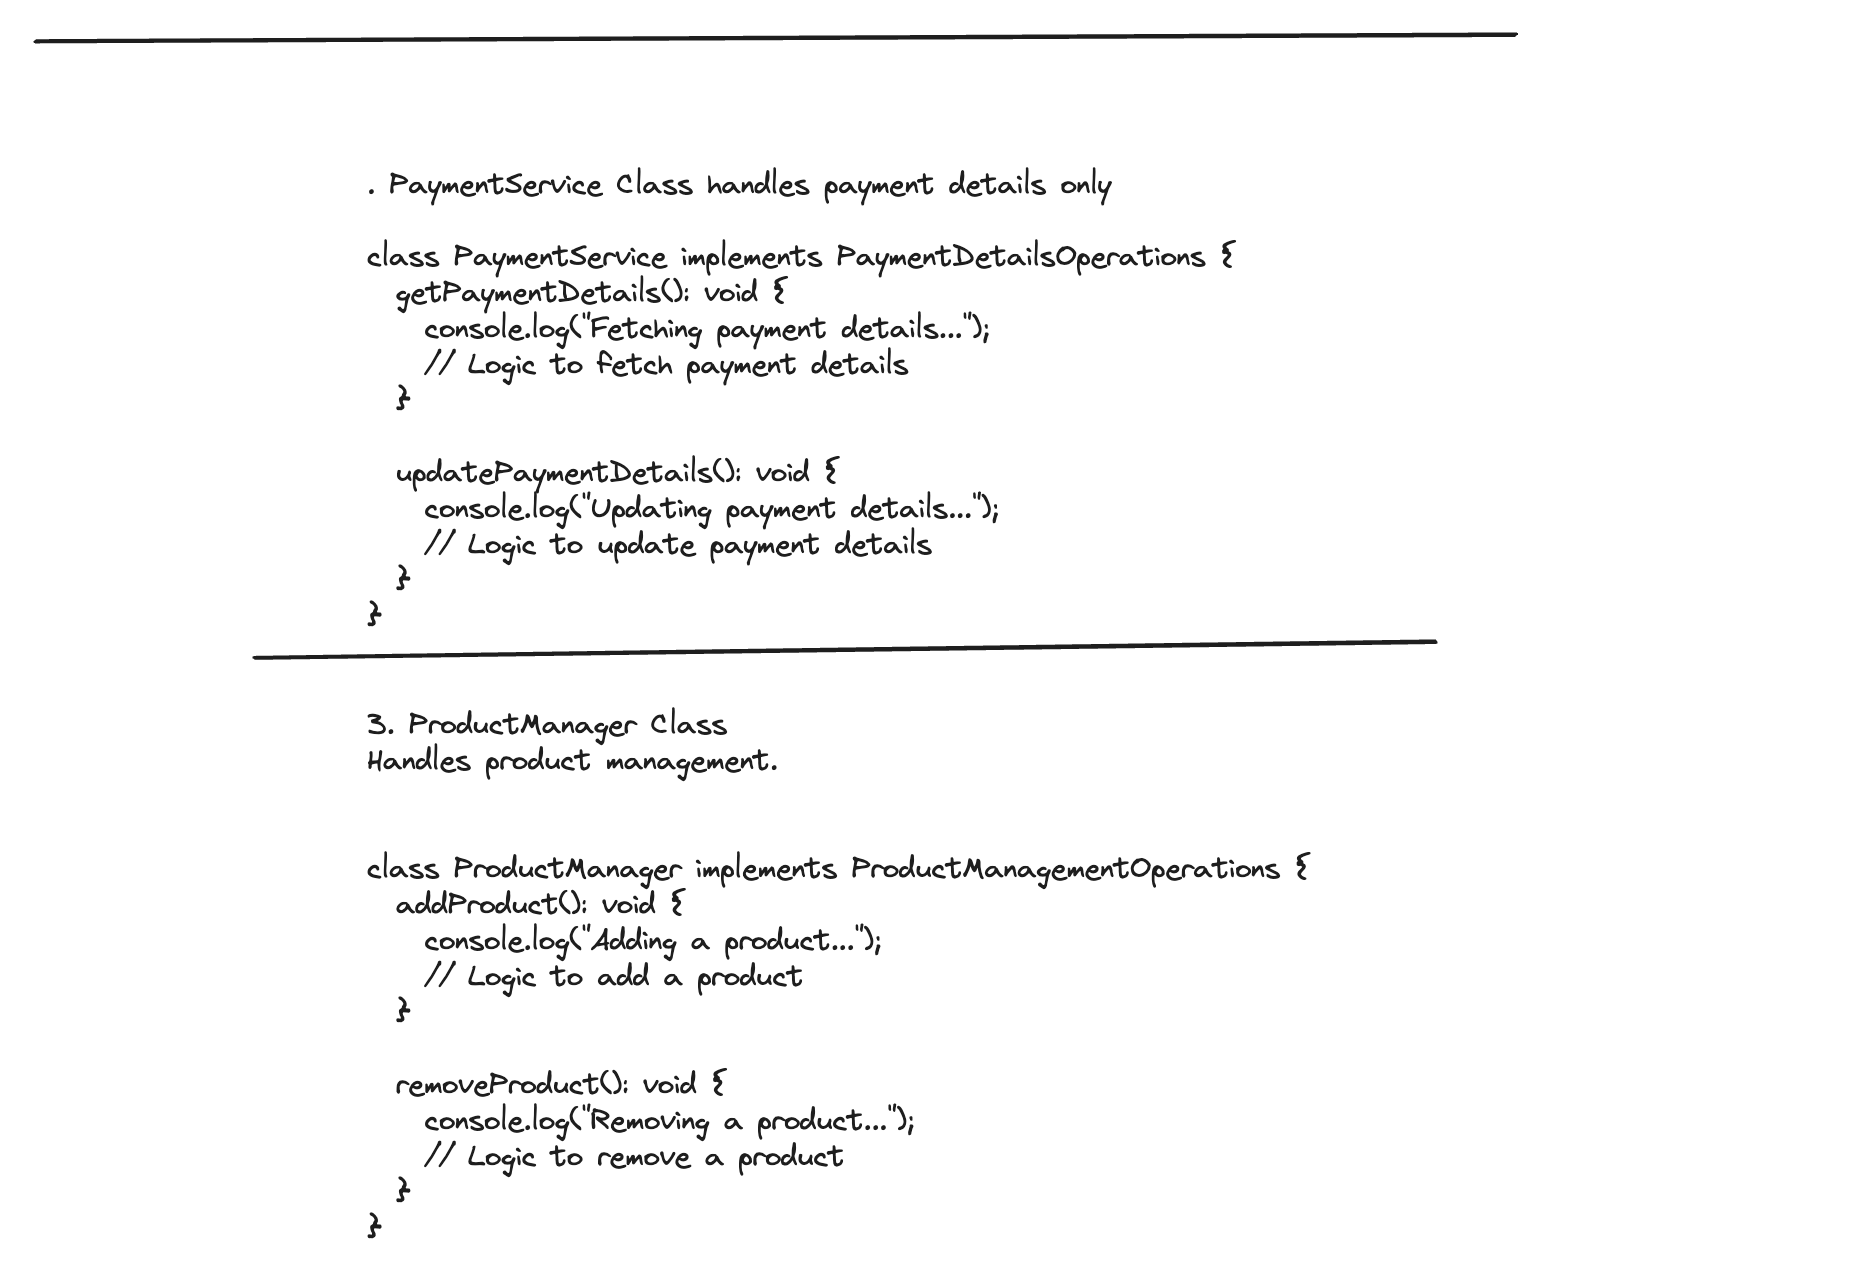 . PaymentService Class handles payment details only
class PaymentService implements PaymentDetailsOperations {
  getPaymentDetails(): void {
    console.log("Fetching payment details...");
    // Logic to fetch payment details
  }
  updatePaymentDetails(): void {
    console.log("Updating payment details...");
    // Logic to update payment details
  }
}
3. ProductManager Class
Handles product management.
class ProductManager implements ProductManagementOperations {
  addProduct(): void {
    console.log("Adding a product...");
    // Logic to add a product
  }
  removeProduct(): void {
    console.log("Removing a product...");
    // Logic to remove a product
  }
}